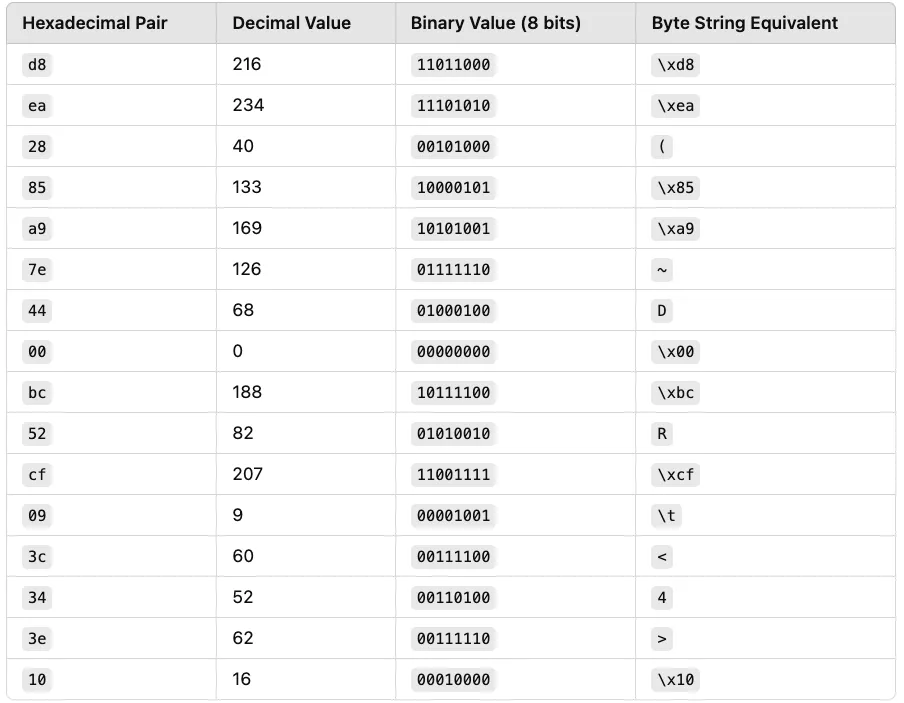 Hexadecimal Pair Decimal Value Binary Value (8 bits) Byte String Equivalent
d8 216 11011000 \xd8
ea 234 11101010 \xea
28 40 00101000 (
85 133 10000101 \x85
a9 169 10101001 \xa9
7e 126 01111110 ~
44 68 01000100 D
00 0 00000000 \x00
bc 188 10111100 \xbc
52 82 01010010 R
cf 207 11001111 \xcf
09 9 00001001 \t
3c 60 00111100 <
34 52 00110100 4
3e 62 00111110 >
10 16 00010000 \x10